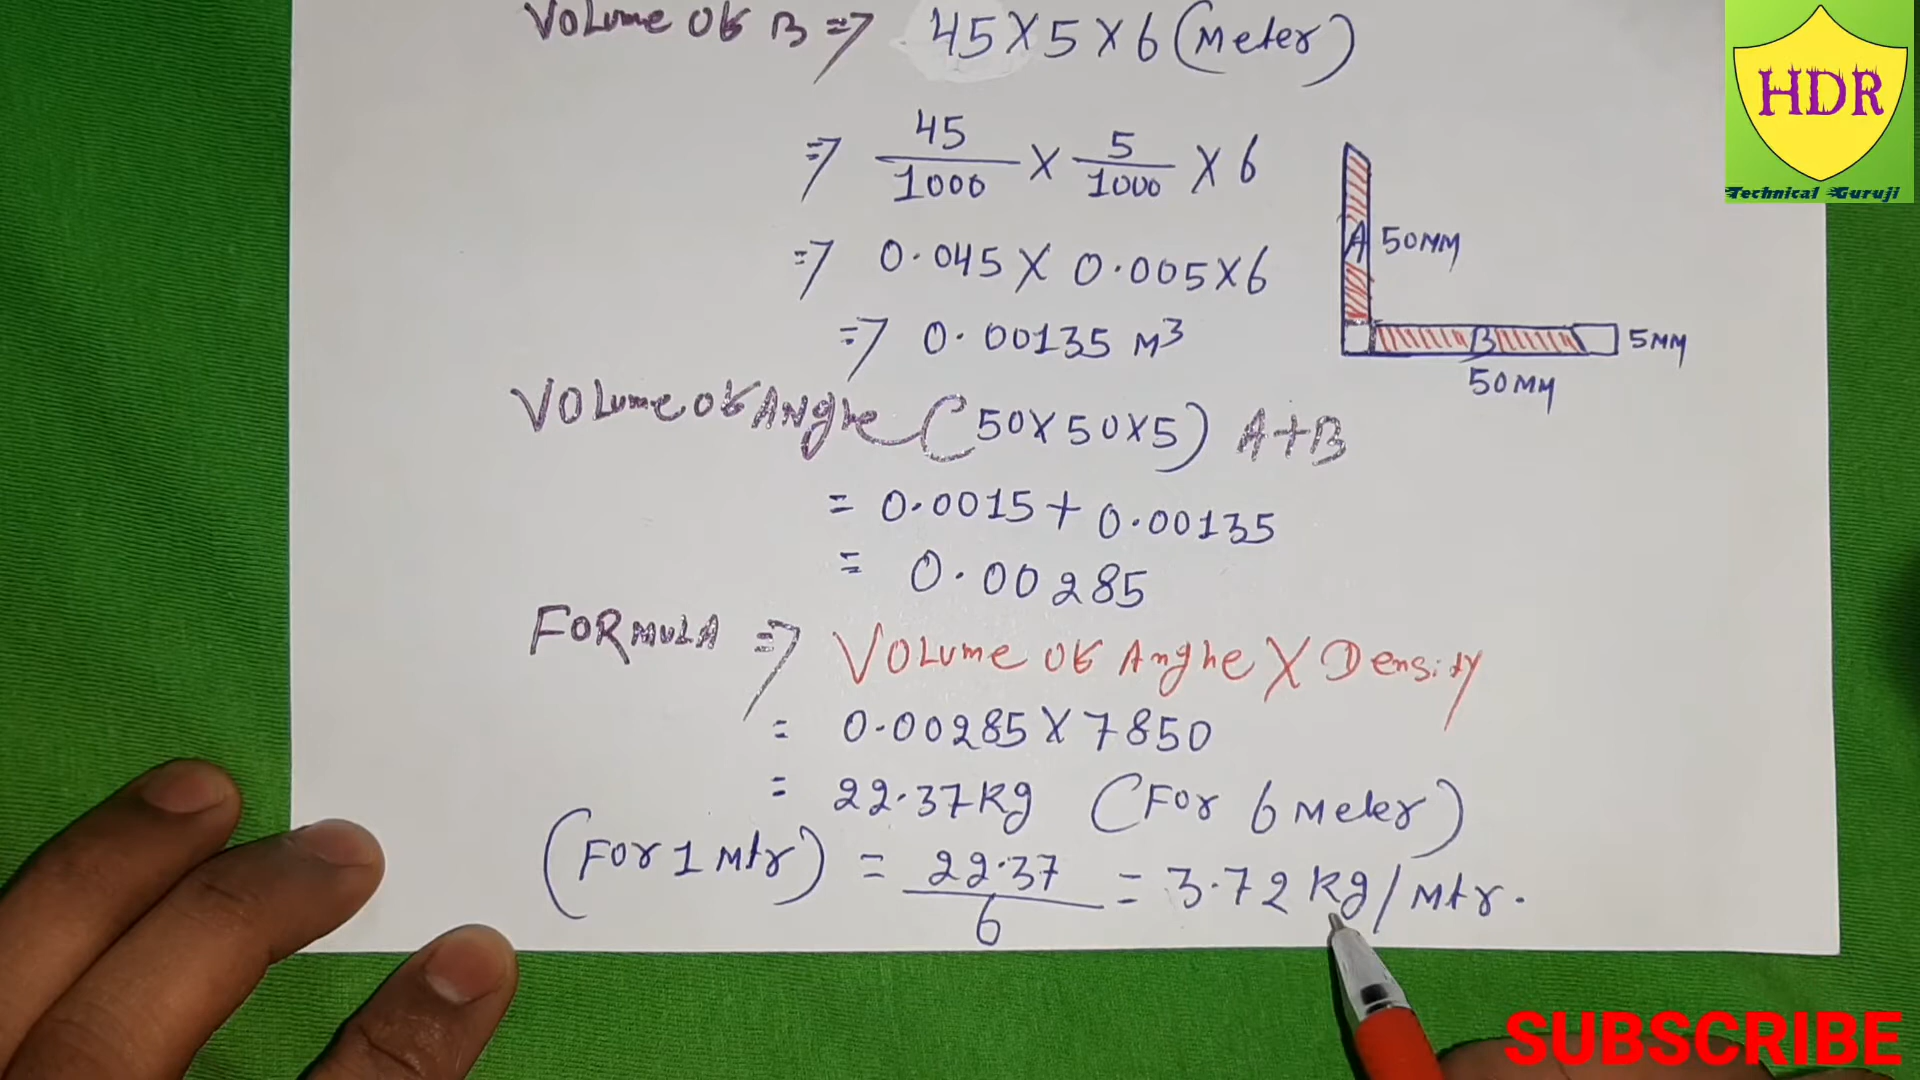 Volume of B => 45 X 5 X 6 (Meter)
=> 45/1000 X 5/1000 X 6
=> 0.045 X 0.005 X 6
=> 0.00135 M³
Volume of Angle (50X50X5) A+B
= 0.0015 + 0.00135
= 0.00285
FORMULA => Volume of Angle X Density
= 0.00285 X 7850
= 22.37 Kg (For 6 Meter)
(For 1 Mtr) = 22.37/6 = 3.72 Kg/Mtr.
A 50MM
B 5MM
50MM
HDR
Technical Guruji
SUBSCRIBE